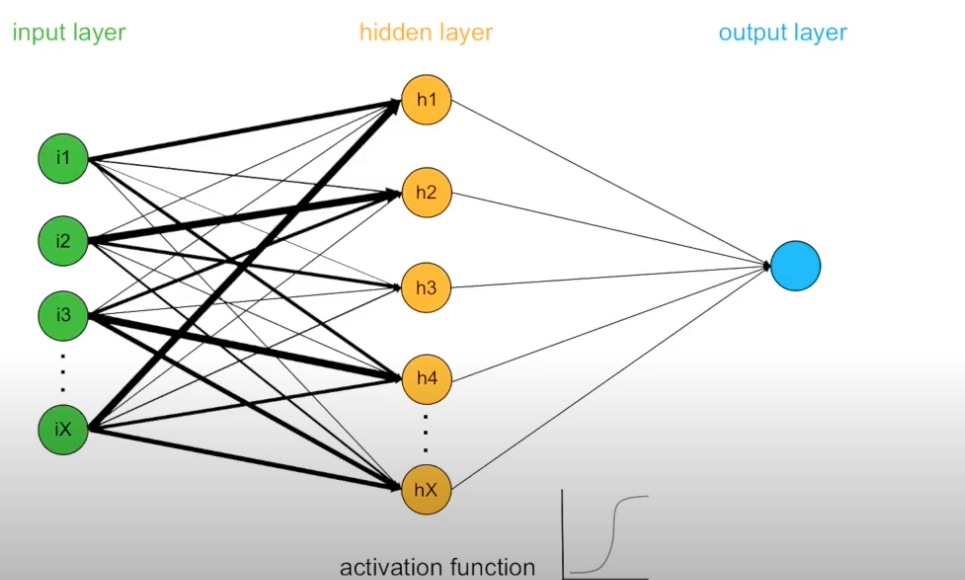 input layer
hidden layer
output layer
i1
i2
i3
iX
h1
h2
h3
h4
hX
activation function